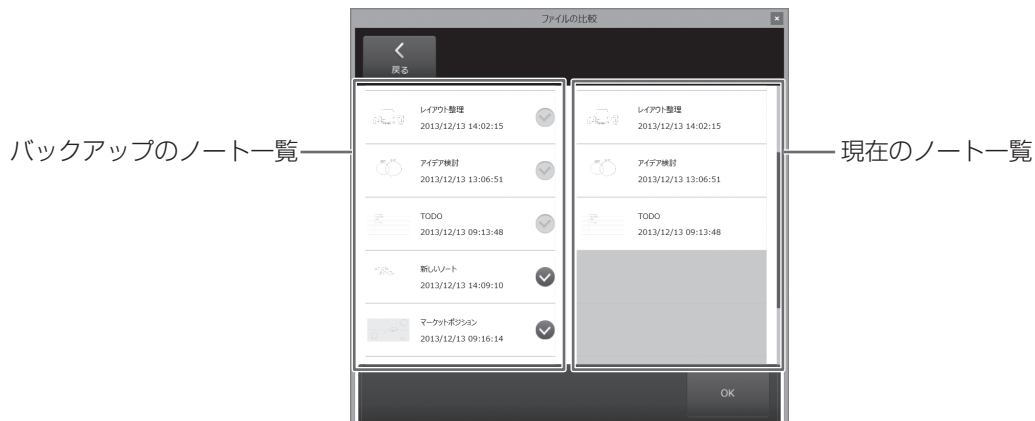 ファイルの比較
戻る
バックアップのノート一覧
レイアウト整理
2013/12/13 14:02:15
アイデア検討
2013/12/13 13:06:51
TODO
2013/12/13 09:13:48
新しいノート
2013/12/13 14:09:10
マーケットポジション
2013/12/13 09:16:14
レイアウト整理
2013/12/13 14:02:15
アイデア検討
2013/12/13 13:06:51
TODO
2013/12/13 09:13:48
現在のノート一覧
OK